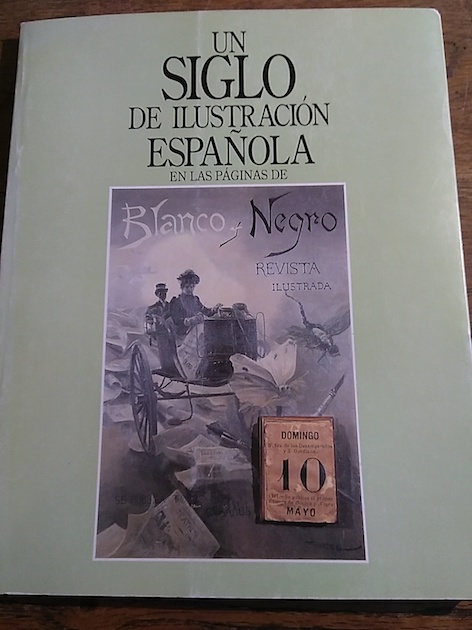 UN
SIGLO
DE ILUSTRACIÓN
ESPAÑOLA
EN LAS PÁGINAS DE
Blanco y Negro
REVISTA
ILUSTRADA
DOMINGO
10
MAYO